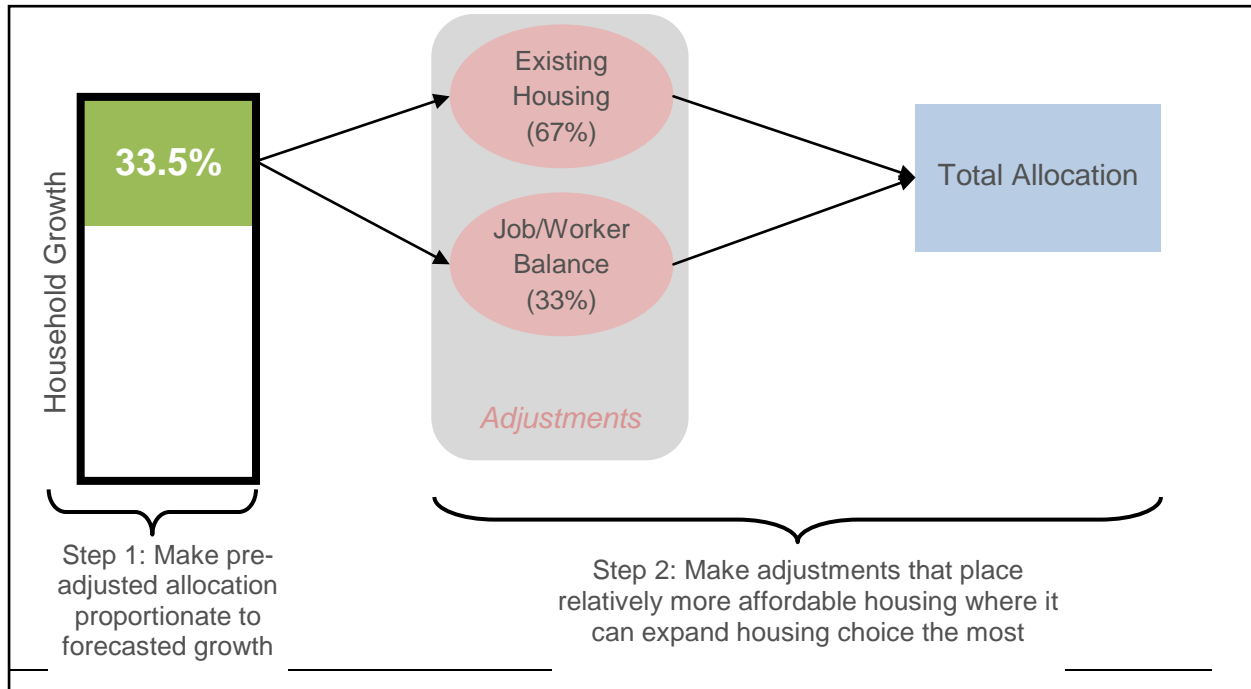 Household Growth
33.5%
Existing
Housing
(67%)
Job/Worker
Balance
(33%)
Adjustments
Total Allocation
Step 1: Make pre-
adjusted allocation
proportionate to
forecasted growth
Step 2: Make adjustments that place
relatively more affordable housing where it
can expand housing choice the most